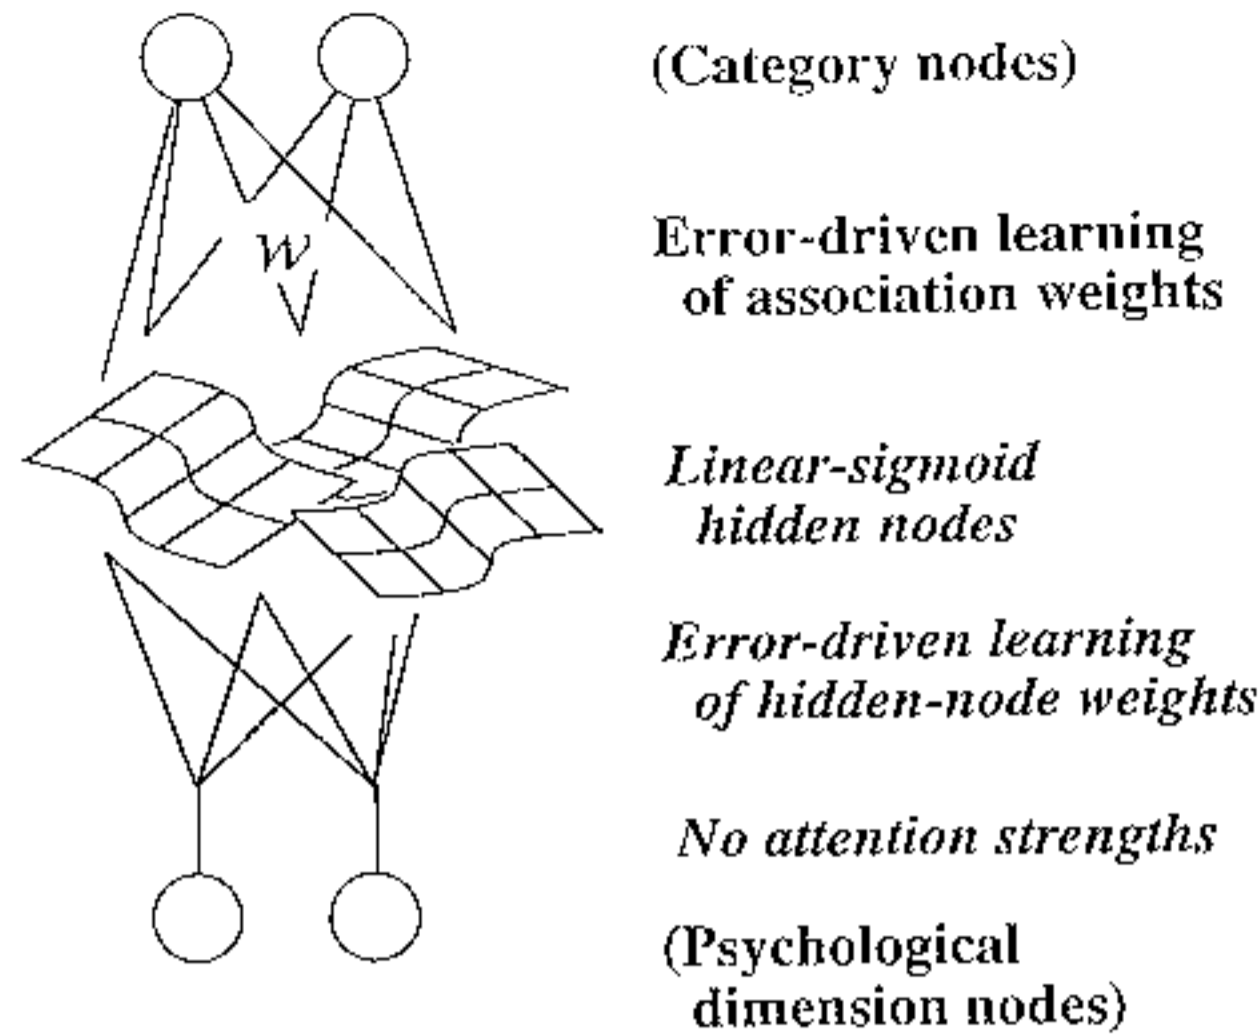 (Category nodes)
w
Error-driven learning
of association weights
Linear-sigmoid
hidden nodes
Error-driven learning
of hidden-node weights
No attention strengths
(Psychological
dimension nodes)